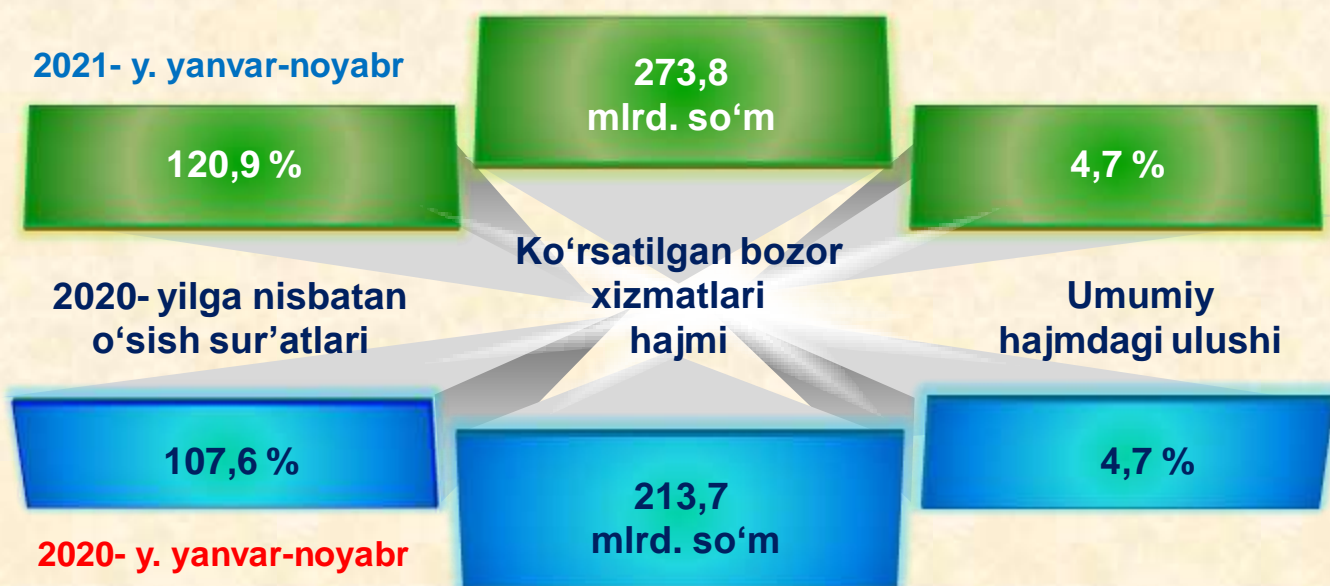 2021- y. yanvar-noyabr
273,8
mlrd. so‘m
120,9 %
4,7 %
Ko‘rsatilgan bozor
xizmatlari
hajmi
2020- yilga nisbatan
o‘sish sur’atlari
Umumiy
hajmdagi ulushi
107,6 %
213,7
mlrd. so‘m
4,7 %
2020- y. yanvar-noyabr